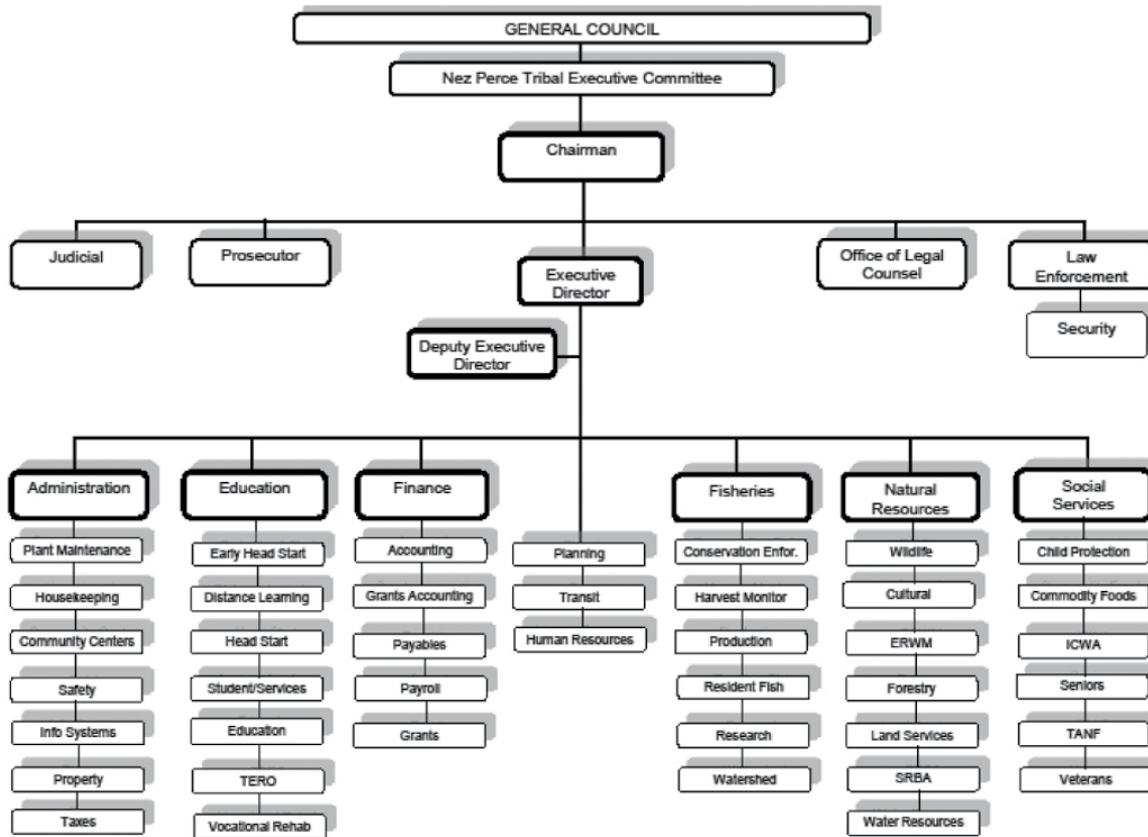 GENERAL COUNCIL
Nez Perce Tribal Executive Committee
Chairman
Judicial
Prosecutor
Executive
Director
Office of Legal
Counsel
Law
Enforcement
Security
Deputy Executive
Director
Administration
Plant Maintenance
Housekeeping
Community Centers
Safety
Info Systems
Property
Taxes
Education
Early Head Start
Distance Learning
Head Start
Student/Services
Education
TERO
Vocational Rehab
Finance
Accounting
Grants Accounting
Payables
Payroll
Grants
Planning
Transit
Human Resources
Fisheries
Conservation Enfor.
Harvest Monitor
Production
Resident Fish
Research
Watershed
Natural
Resources
Wildlife
Cultural
ERWM
Forestry
Land Services
SRBA
Water Resources
Social
Services
Child Protection
Commodity Foods
ICWA
Seniors
TANF
Veterans